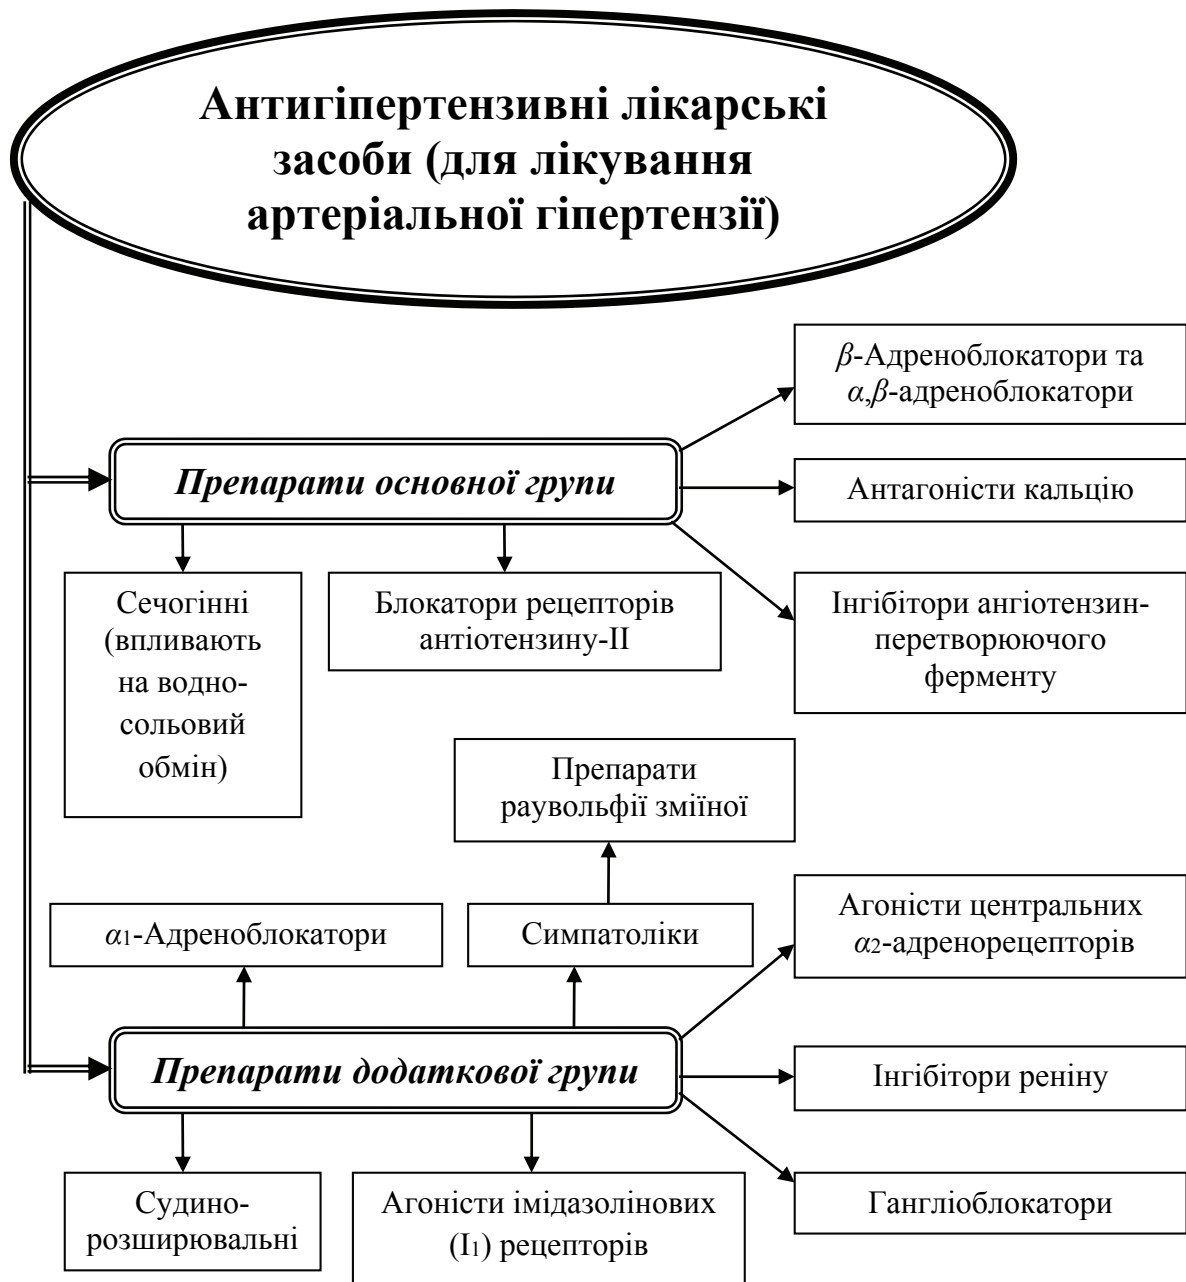 Антигіпертензивні лікарські
засоби (для лікування
артеріальної гіпертензії)
β-Адреноблокатори та
α,β-адреноблокатори
Препарати основної групи
Антагоністи кальцію
Сечогінні
(впливають
на водно-
сольовий
обмін)
Блокатори рецепторів
антіотензину-II
Інгібітори ангіотензин-
перетворюючого
ферменту
Препарати
раувольфії зміїної
α1-Адреноблокатори
Симпатоліки
Агоністи центральних
α2-адренорецепторів
Препарати додаткової групи
Інгібітори реніну
Судино-
розширювальні
Агоністи імідазолінових
(I1) рецепторів
Гангліоблокатори